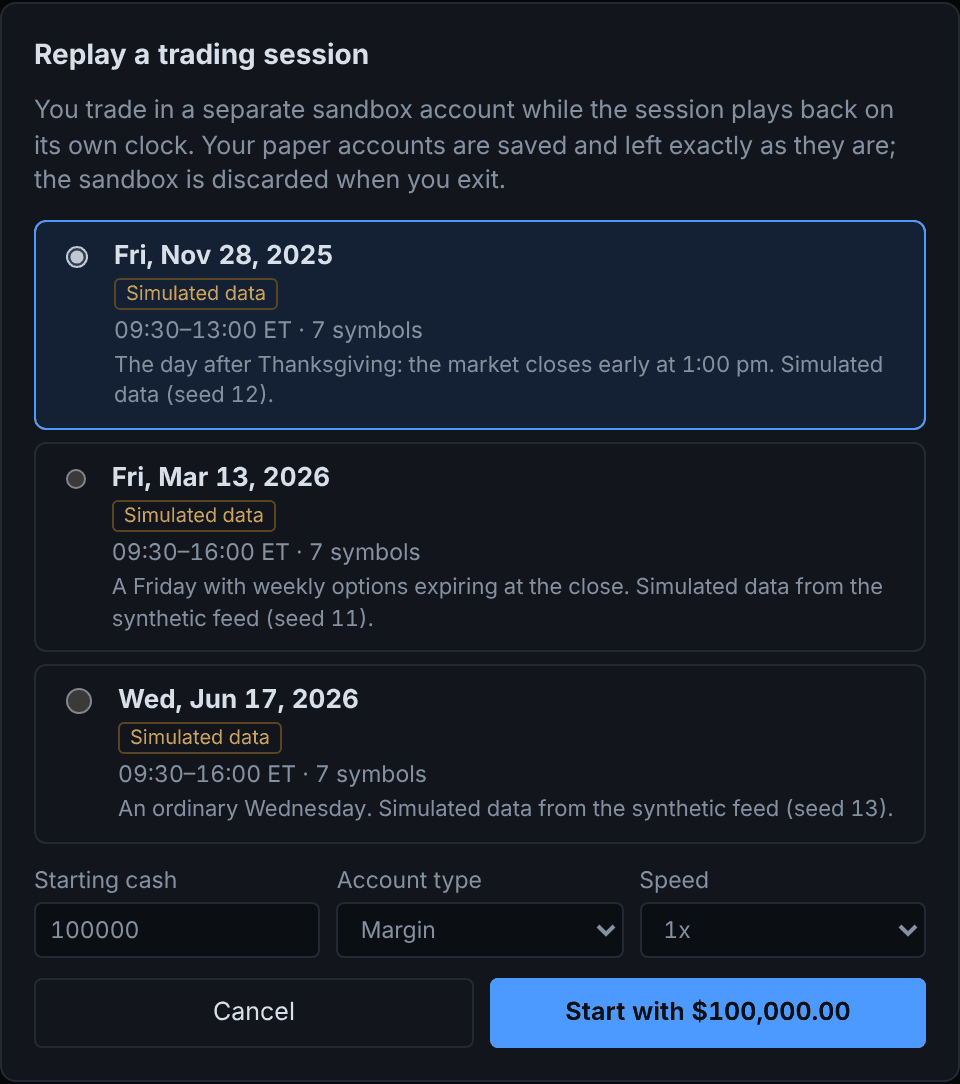 Replay a trading session
You trade in a separate sandbox account while the session plays back on
its own clock. Your paper accounts are saved and left exactly as they are;
the sandbox is discarded when you exit.
Fri, Nov 28, 2025
Simulated data
09:30–13:00 ET · 7 symbols
The day after Thanksgiving: the market closes early at 1:00 pm. Simulated
data (seed 12).
Fri, Mar 13, 2026
Simulated data
09:30–16:00 ET · 7 symbols
A Friday with weekly options expiring at the close. Simulated data from the
synthetic feed (seed 11).
Wed, Jun 17, 2026
Simulated data
09:30–16:00 ET · 7 symbols
An ordinary Wednesday. Simulated data from the synthetic feed (seed 13).
Starting cash Account type Speed
100000 Margin 1x
Cancel Start with $100,000.00